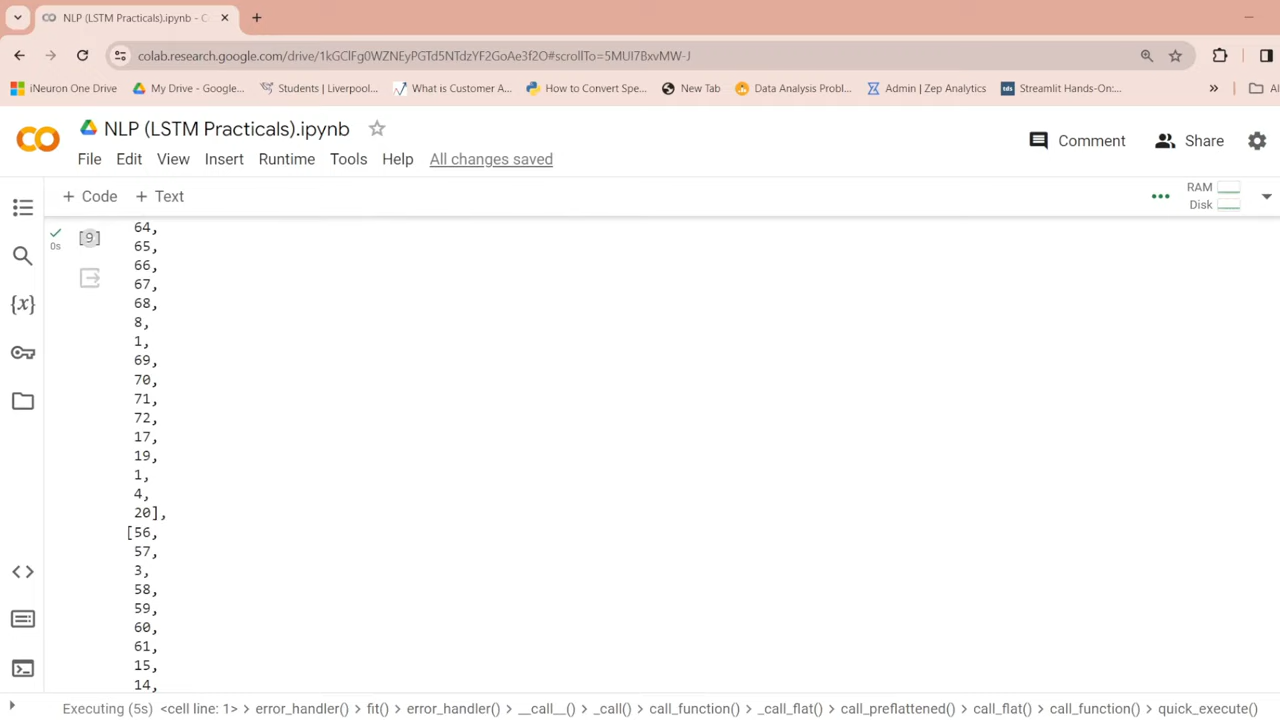 NLP (LSTM Practicals).ipynb - C
colab.research.google.com/drive/1kGClFg0WZNEyPGTd5NTdzYF2GoAe3f2O#scrollTo=5MUI7BxvMW-J
iNeuron One Drive My Drive - Google... Students | Liverpool... What is Customer A... How to Convert Spe... New Tab Data Analysis Probl... Admin | Zep Analytics tds Streamlit Hands-On:... » Al
CO NLP (LSTM Practicals).ipynb
Comment Share
File Edit View Insert Runtime Tools Help All changes saved
+ Code + Text
RAM
Disk
[9]
0s
64,
65,
66,
67,
68,
8,
1,
69,
70,
71,
72,
17,
19,
1,
4,
20],
[56,
57,
3,
58,
59,
60,
61,
15,
14,
Executing (5s) <cell line: 1> > error_handler() > fit() > error_handler() > __call__() > _call() > call_function() > _call_flat() > call_preflattened() > call_flat() > call_function() > quick_execute()